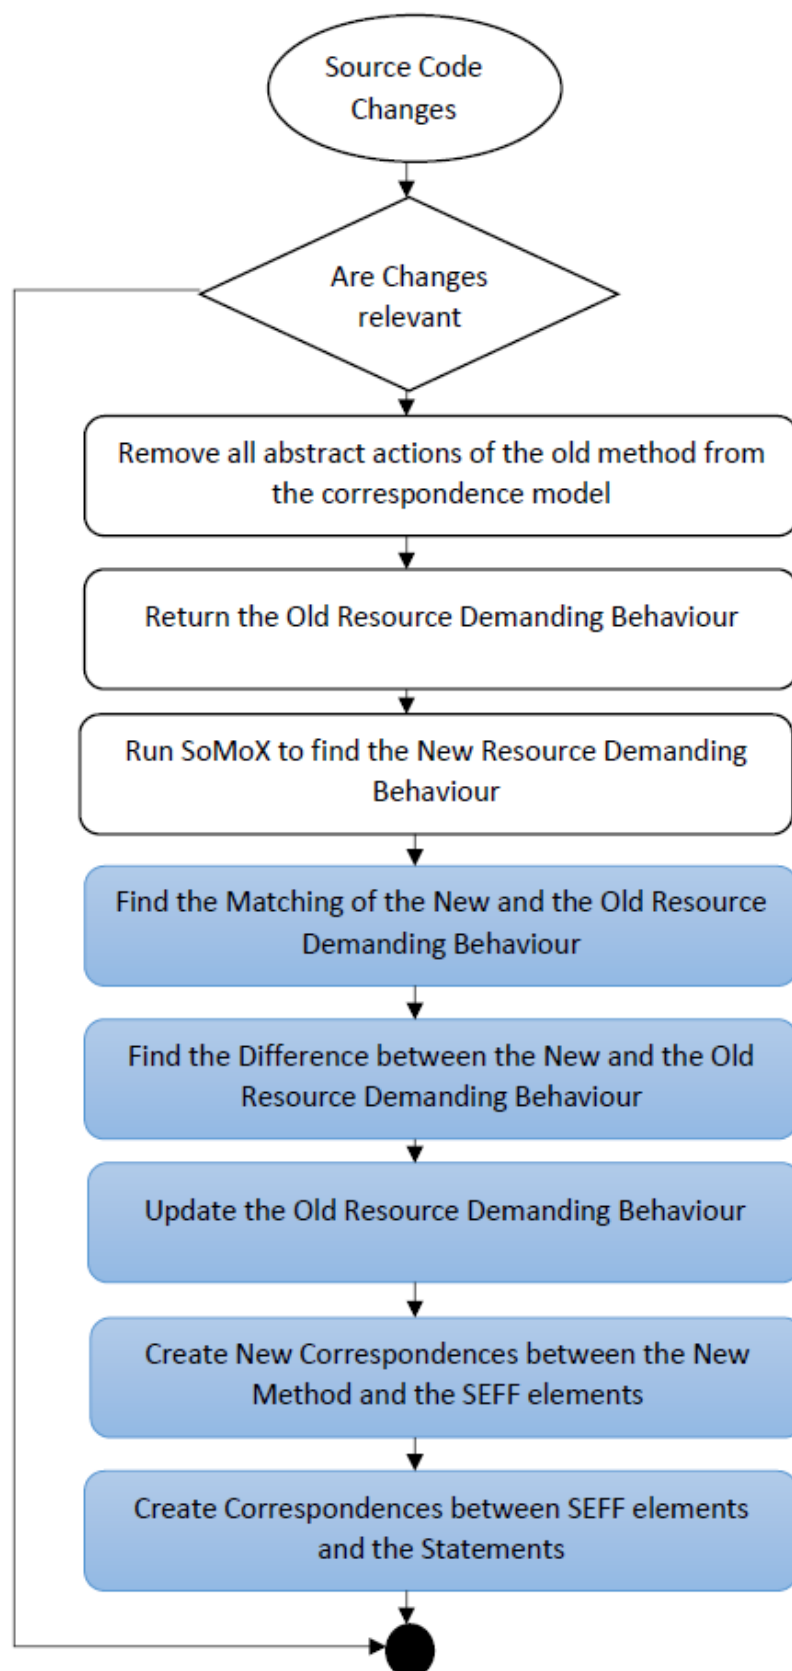 Source Code
Changes
Are Changes
relevant
Remove all abstract actions of the old method from
the correspondence model
Return the Old Resource Demanding Behaviour
Run SoMoX to find the New Resource Demanding
Behaviour
Find the Matching of the New and the Old Resource
Demanding Behaviour
Find the Difference between the New and the Old
Resource Demanding Behaviour
Update the Old Resource Demanding Behaviour
Create New Correspondences between the New
Method and the SEFF elements
Create Correspondences between SEFF elements
and the Statements